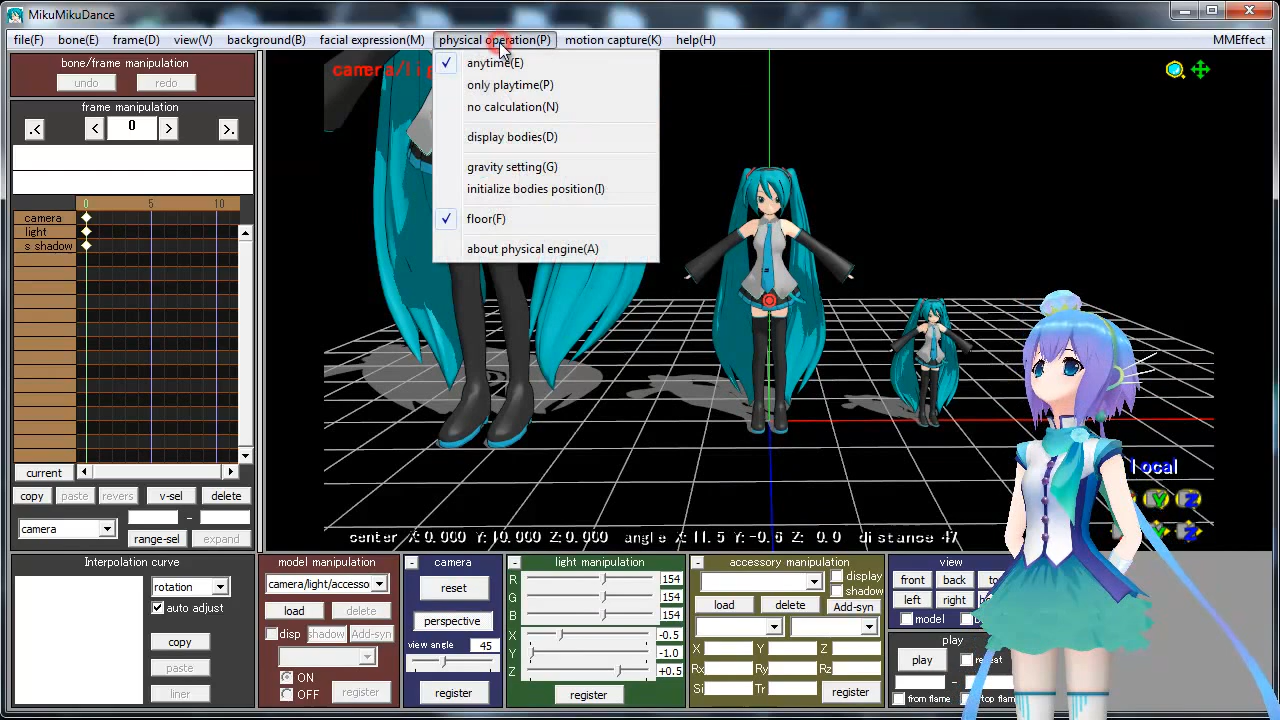 MikuMikuDance
file(F) bone(E) frame(D) view(V) background(B) facial expression(M) physical operation(P) motion capture(K) help(H) MMEffect
bone/frame manipulation
undo redo
frame manipulation
.< < 0 > >.
0 5 10
camera
light
s shadow
current
copy paste revers v-sel delete
camera -
range-sel expand
camera/lig
anytime(E)
only playtime(P)
no calculation(N)
display bodies(D)
gravity setting(G)
initialize bodies position(I)
floor(F)
about physical engine(A)
Local
Y Z
center X:0.000 Y:10.000 Z:0.000 angle X:11.5 Y:-0.6 Z: 0.0 distance 47
Interpolation curve
rotation
auto adjust
copy
paste
liner
model manipulation
camera/light/accesso
load delete
disp shadow Add-syn
ON
OFF register
- camera
reset
perspective
view angle 45
register
- light manipulation
R 154
G 154
B 154
X -0.5
Y -1.0
Z +0.5
register
- accessory manipulation
display
shadow
load delete Add-syn
X Y Z
Rx Ry Rz
Si Tr register
view
front back to
left right
model
play
play repeat
-
from flame top flam